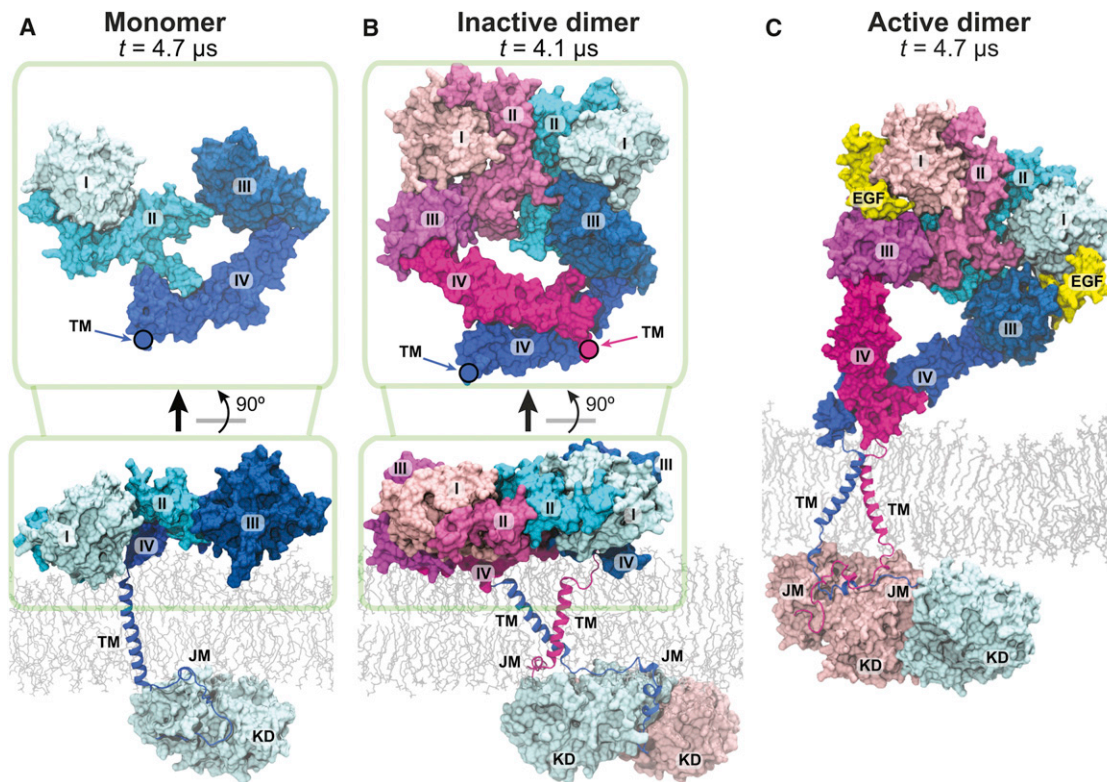 A Monomer
t = 4.7 μs
I
II
III
IV
TM
90º
I
II
III
IV
TM
JM
KD
B Inactive dimer
t = 4.1 μs
II
II
I
I
III
III
IV
IV
TM
TM
90º
III
III
I
II
I
II
IV
IV
TM
TM
JM
JM
KD
KD
C Active dimer
t = 4.7 μs
I
II
II
I
EGF
EGF
III
III
IV
IV
TM
TM
JM
JM
KD
KD